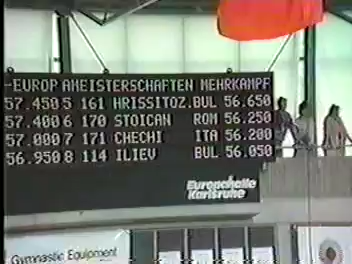 -EUROPAMEISTERSCHAFTEN MEHRKAMPF
57.450 5 161 HRISSITOZ.BUL 56.650
57.400 6 170 STOICAN ROM 56.250
57.000 7 171 CHECHI ITA 56.200
56.950 8 114 ILIEV BUL 56.050
Europahalle
Karlsruhe
Gymnastic Equipment